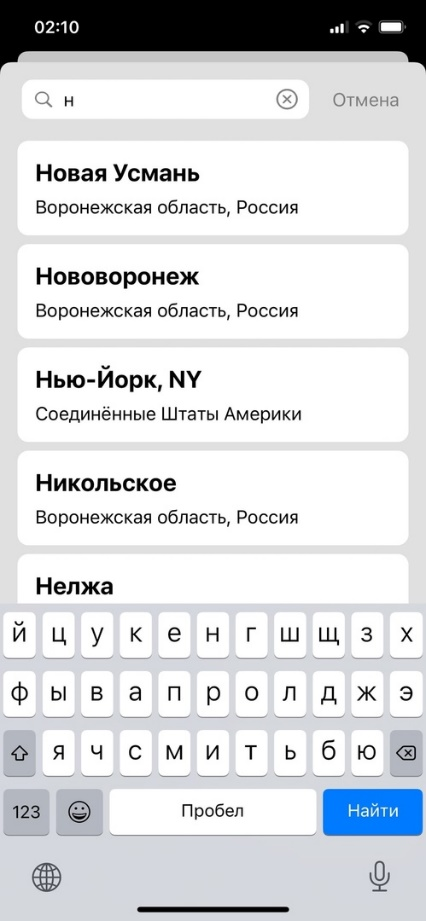 02:10
н
Отмена
Новая Усмань
Воронежская область, Россия
Нововоронеж
Воронежская область, Россия
Нью-Йорк, NY
Соединённые Штаты Америки
Никольское
Воронежская область, Россия
Нелжа
й ц у к е н г ш щ з х
ф ы в а п р о л д ж э
я ч с м и т ь б ю
123 Пробел Найти